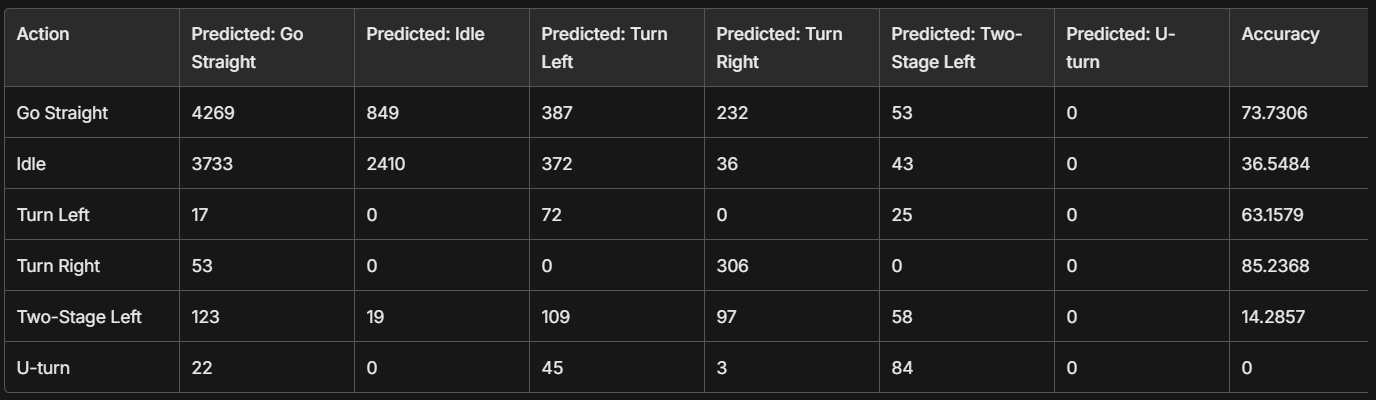 Action Predicted: Go Straight Predicted: Idle Predicted: Turn Left Predicted: Turn Right Predicted: Two-Stage Left Predicted: U-turn Accuracy
Go Straight 4269 849 387 232 53 0 73.7306
Idle 3733 2410 372 36 43 0 36.5484
Turn Left 17 0 72 0 25 0 63.1579
Turn Right 53 0 0 306 0 0 85.2368
Two-Stage Left 123 19 109 97 58 0 14.2857
U-turn 22 0 45 3 84 0 0